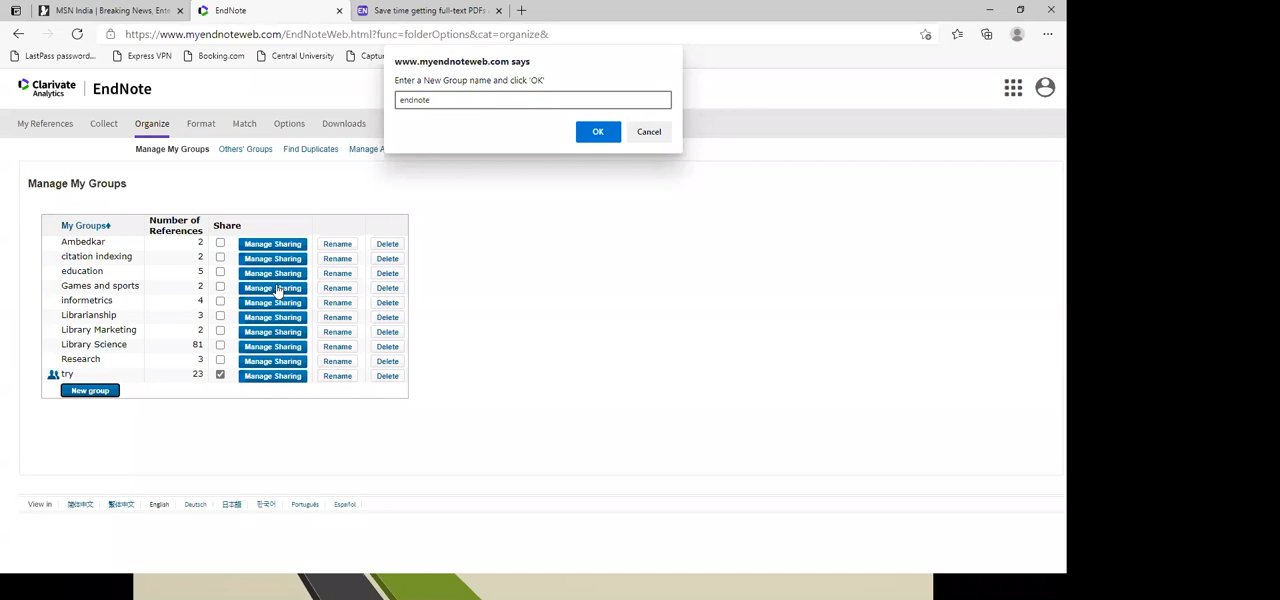 MSN India | Breaking News, Ente
EndNote
Save time getting full-text PDFs
https://www.myendnoteweb.com/EndNoteWeb.html?func=folderOptions&cat=organize&
LastPass password... Express VPN Booking.com Central University Captu
www.myendnoteweb.com says
Enter a New Group name and click 'OK'
endnote
OK Cancel
Clarivate
Analytics
EndNote
My References Collect Organize Format Match Options Downloads
Manage My Groups Others' Groups Find Duplicates Manage A
Manage My Groups
My Groups Number of References Share
Ambedkar 2 Manage Sharing Rename Delete
citation indexing 2 Manage Sharing Rename Delete
education 5 Manage Sharing Rename Delete
Games and sports 2 Manage Sharing Rename Delete
informetrics 4 Manage Sharing Rename Delete
Librarianship 3 Manage Sharing Rename Delete
Library Marketing 2 Manage Sharing Rename Delete
Library Science 81 Manage Sharing Rename Delete
Research 3 Manage Sharing Rename Delete
try 23 Manage Sharing Rename Delete
New group
View in 简体中文 繁体中文 English Deutsch 日本語 한국어 Português Español